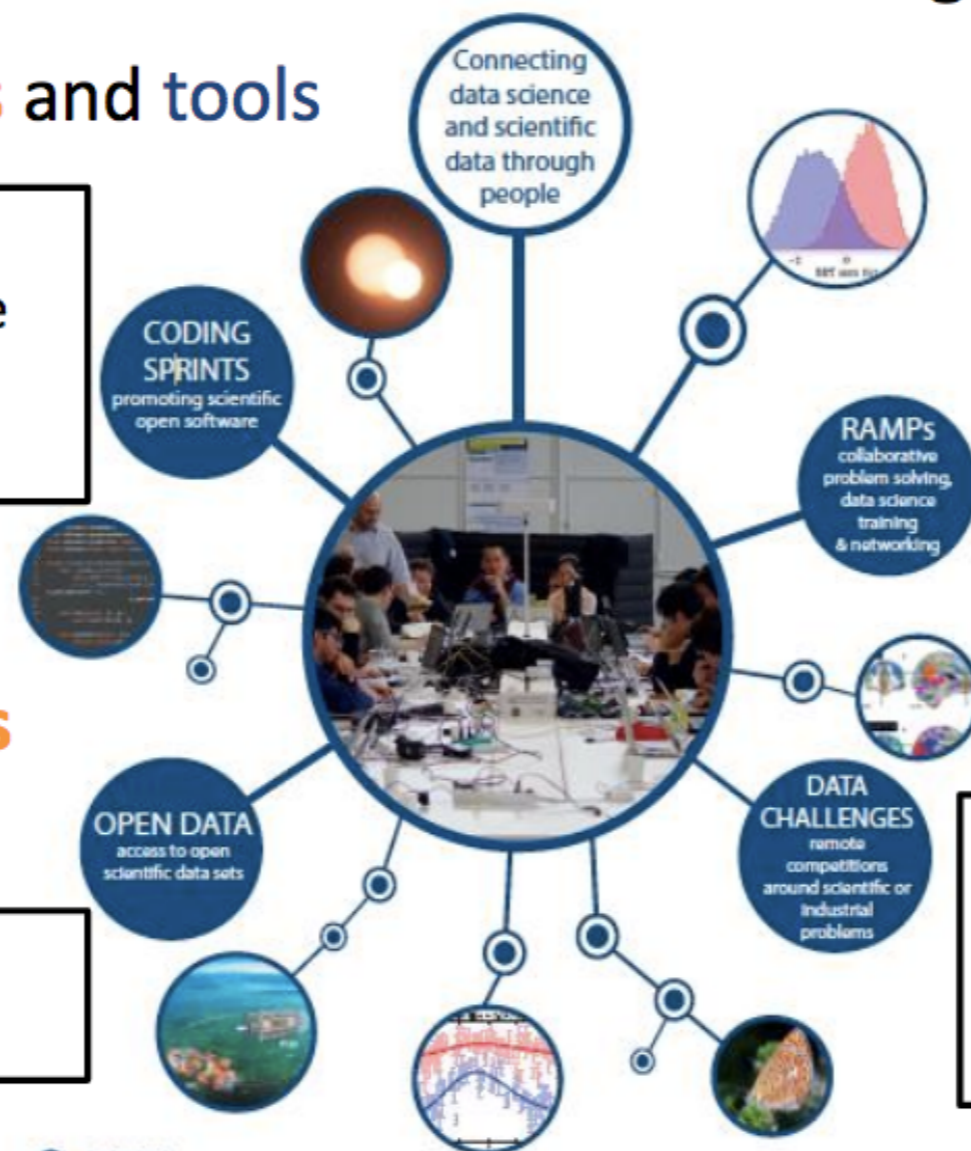 s and tools
Connecting
data science
and scientific
data through
people
e
CODING
SPRINTS
promoting scientific
open software
-1 0
RAMPs
collaborative
problem solving,
data science
training
& networking
s
OPEN DATA
access to open
scientific data sets
DATA
CHALLENGES
remote
competitions
around scientific or
industrial
problems